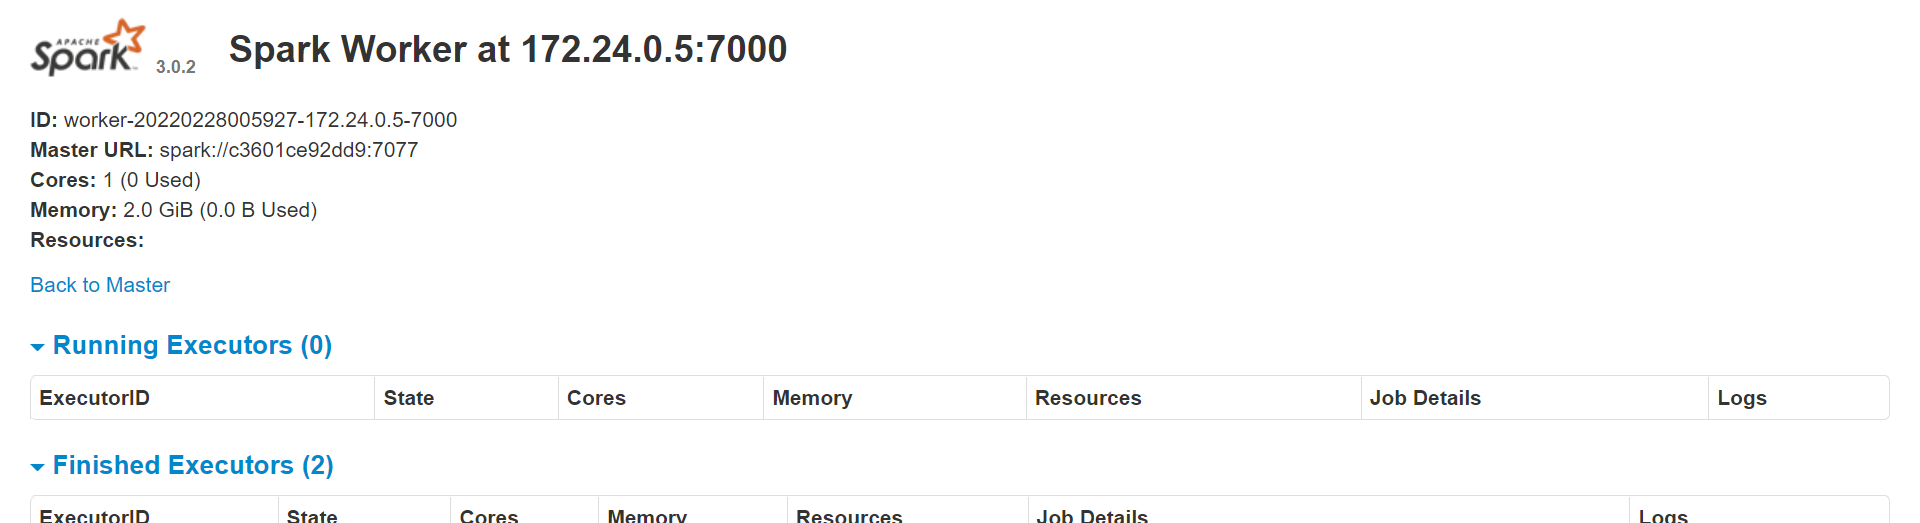 APACHE
Spark 3.0.2 Spark Worker at 172.24.0.5:7000
ID: worker-20220228005927-172.24.0.5-7000
Master URL: spark://c3601ce92dd9:7077
Cores: 1 (0 Used)
Memory: 2.0 GiB (0.0 B Used)
Resources:
Back to Master
Running Executors (0)
ExecutorID State Cores Memory Resources Job Details Logs
Finished Executors (2)
ExecutorID State Cores Memory Resources Job Details Logs